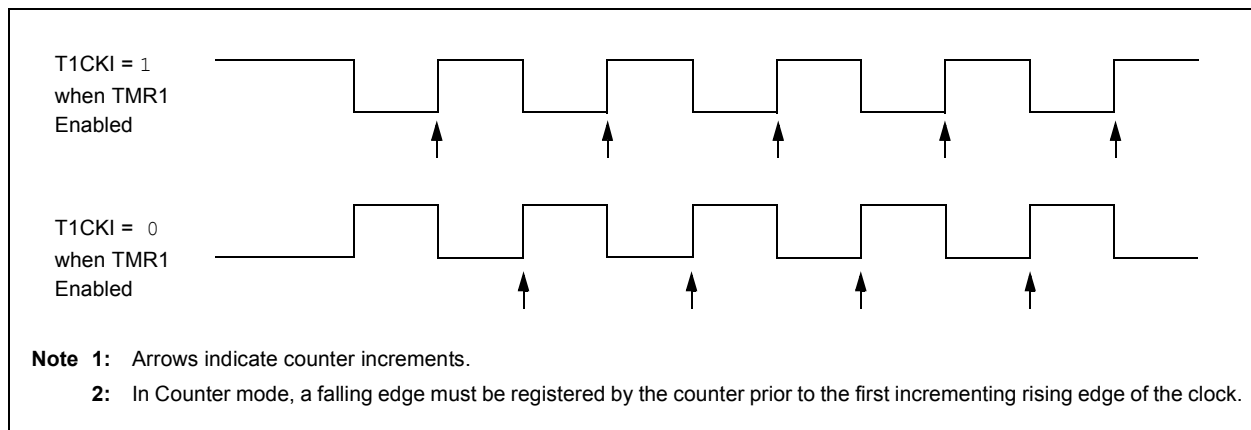 T1CKI = 1
when TMR1
Enabled
T1CKI = 0
when TMR1
Enabled
Note 1: Arrows indicate counter increments.
2: In Counter mode, a falling edge must be registered by the counter prior to the first incrementing rising edge of the clock.